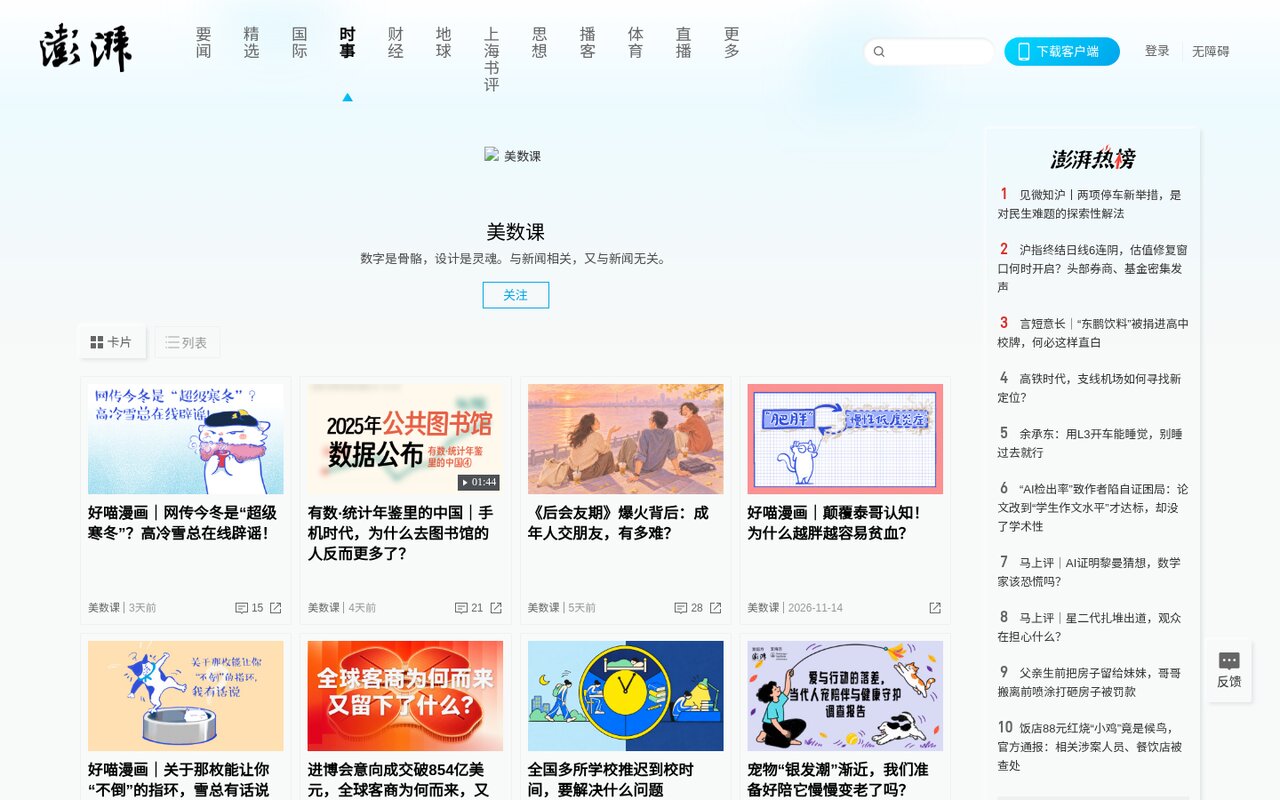 澎湃
要闻
精选
国际
时事
财经
地球
上海书评
思想
播客
体育
直播
更多
下载客户端
登录
无障碍
美数课
美数课
数字是骨骼，设计是灵魂。与新闻相关，又与新闻无关。
关注
卡片
列表
网传今冬是“超级寒冬”？
高冷雪总在线辟谣！
好喵漫画｜网传今冬是“超级
寒冬”？高冷雪总在线辟谣！
美数课 | 3天前
15
2025年公共图书馆
数据公布
有数·统计年鉴
里的中国④
01:44
有数·统计年鉴里的中国｜手
机时代，为什么去图书馆的
人反而更多了？
美数课 | 4天前
21
《后会友期》爆火背后：成
年人交朋友，有多难？
美数课 | 5天前
28
“肥胖”
慢性低度炎症
好喵漫画｜颠覆泰哥认知！
为什么越胖越容易贫血？
美数课 | 2026-11-14
关于那枚能让你
“不倒”的指环，
我有话说
好喵漫画｜关于那枚能让你
“不倒”的指环，雪总有话说
全球客商为何而来
又留下了什么？
进博会意向成交破854亿美
元，全球客商为何而来，又
全国多所学校推迟到校时
间，要解决什么问题
澎湃
爱与行动的落差，
当代人宠陪伴与健康守护
调查报告
宠物“银发潮”渐近，我们准
备好陪它慢慢变老了吗？
澎湃热榜
1 见微知沪丨两项停车新举措，是
对民生难题的探索性解法
2 沪指终结日线6连阴，估值修复窗
口何时开启？头部券商、基金密集发
声
3 言短意长｜“东鹏饮料”被捐进高中
校牌，何必这样直白
4 高铁时代，支线机场如何寻找新
定位？
5 余承东：用L3开车能睡觉，别睡
过去就行
6 “AI检出率”致作者陷自证困局：论
文改到“学生作文水平”才达标，却没
了学术性
7 马上评｜AI证明黎曼猜想，数学
家该恐慌吗？
8 马上评｜星二代扎堆出道，观众
在担心什么？
9 父亲生前把房子留给妹妹，哥哥
搬离前喷涂打砸房子被罚款
10 饭店88元红烧“小鸡”竟是候鸟，
官方通报：相关涉案人员、餐饮店被
查处
反馈